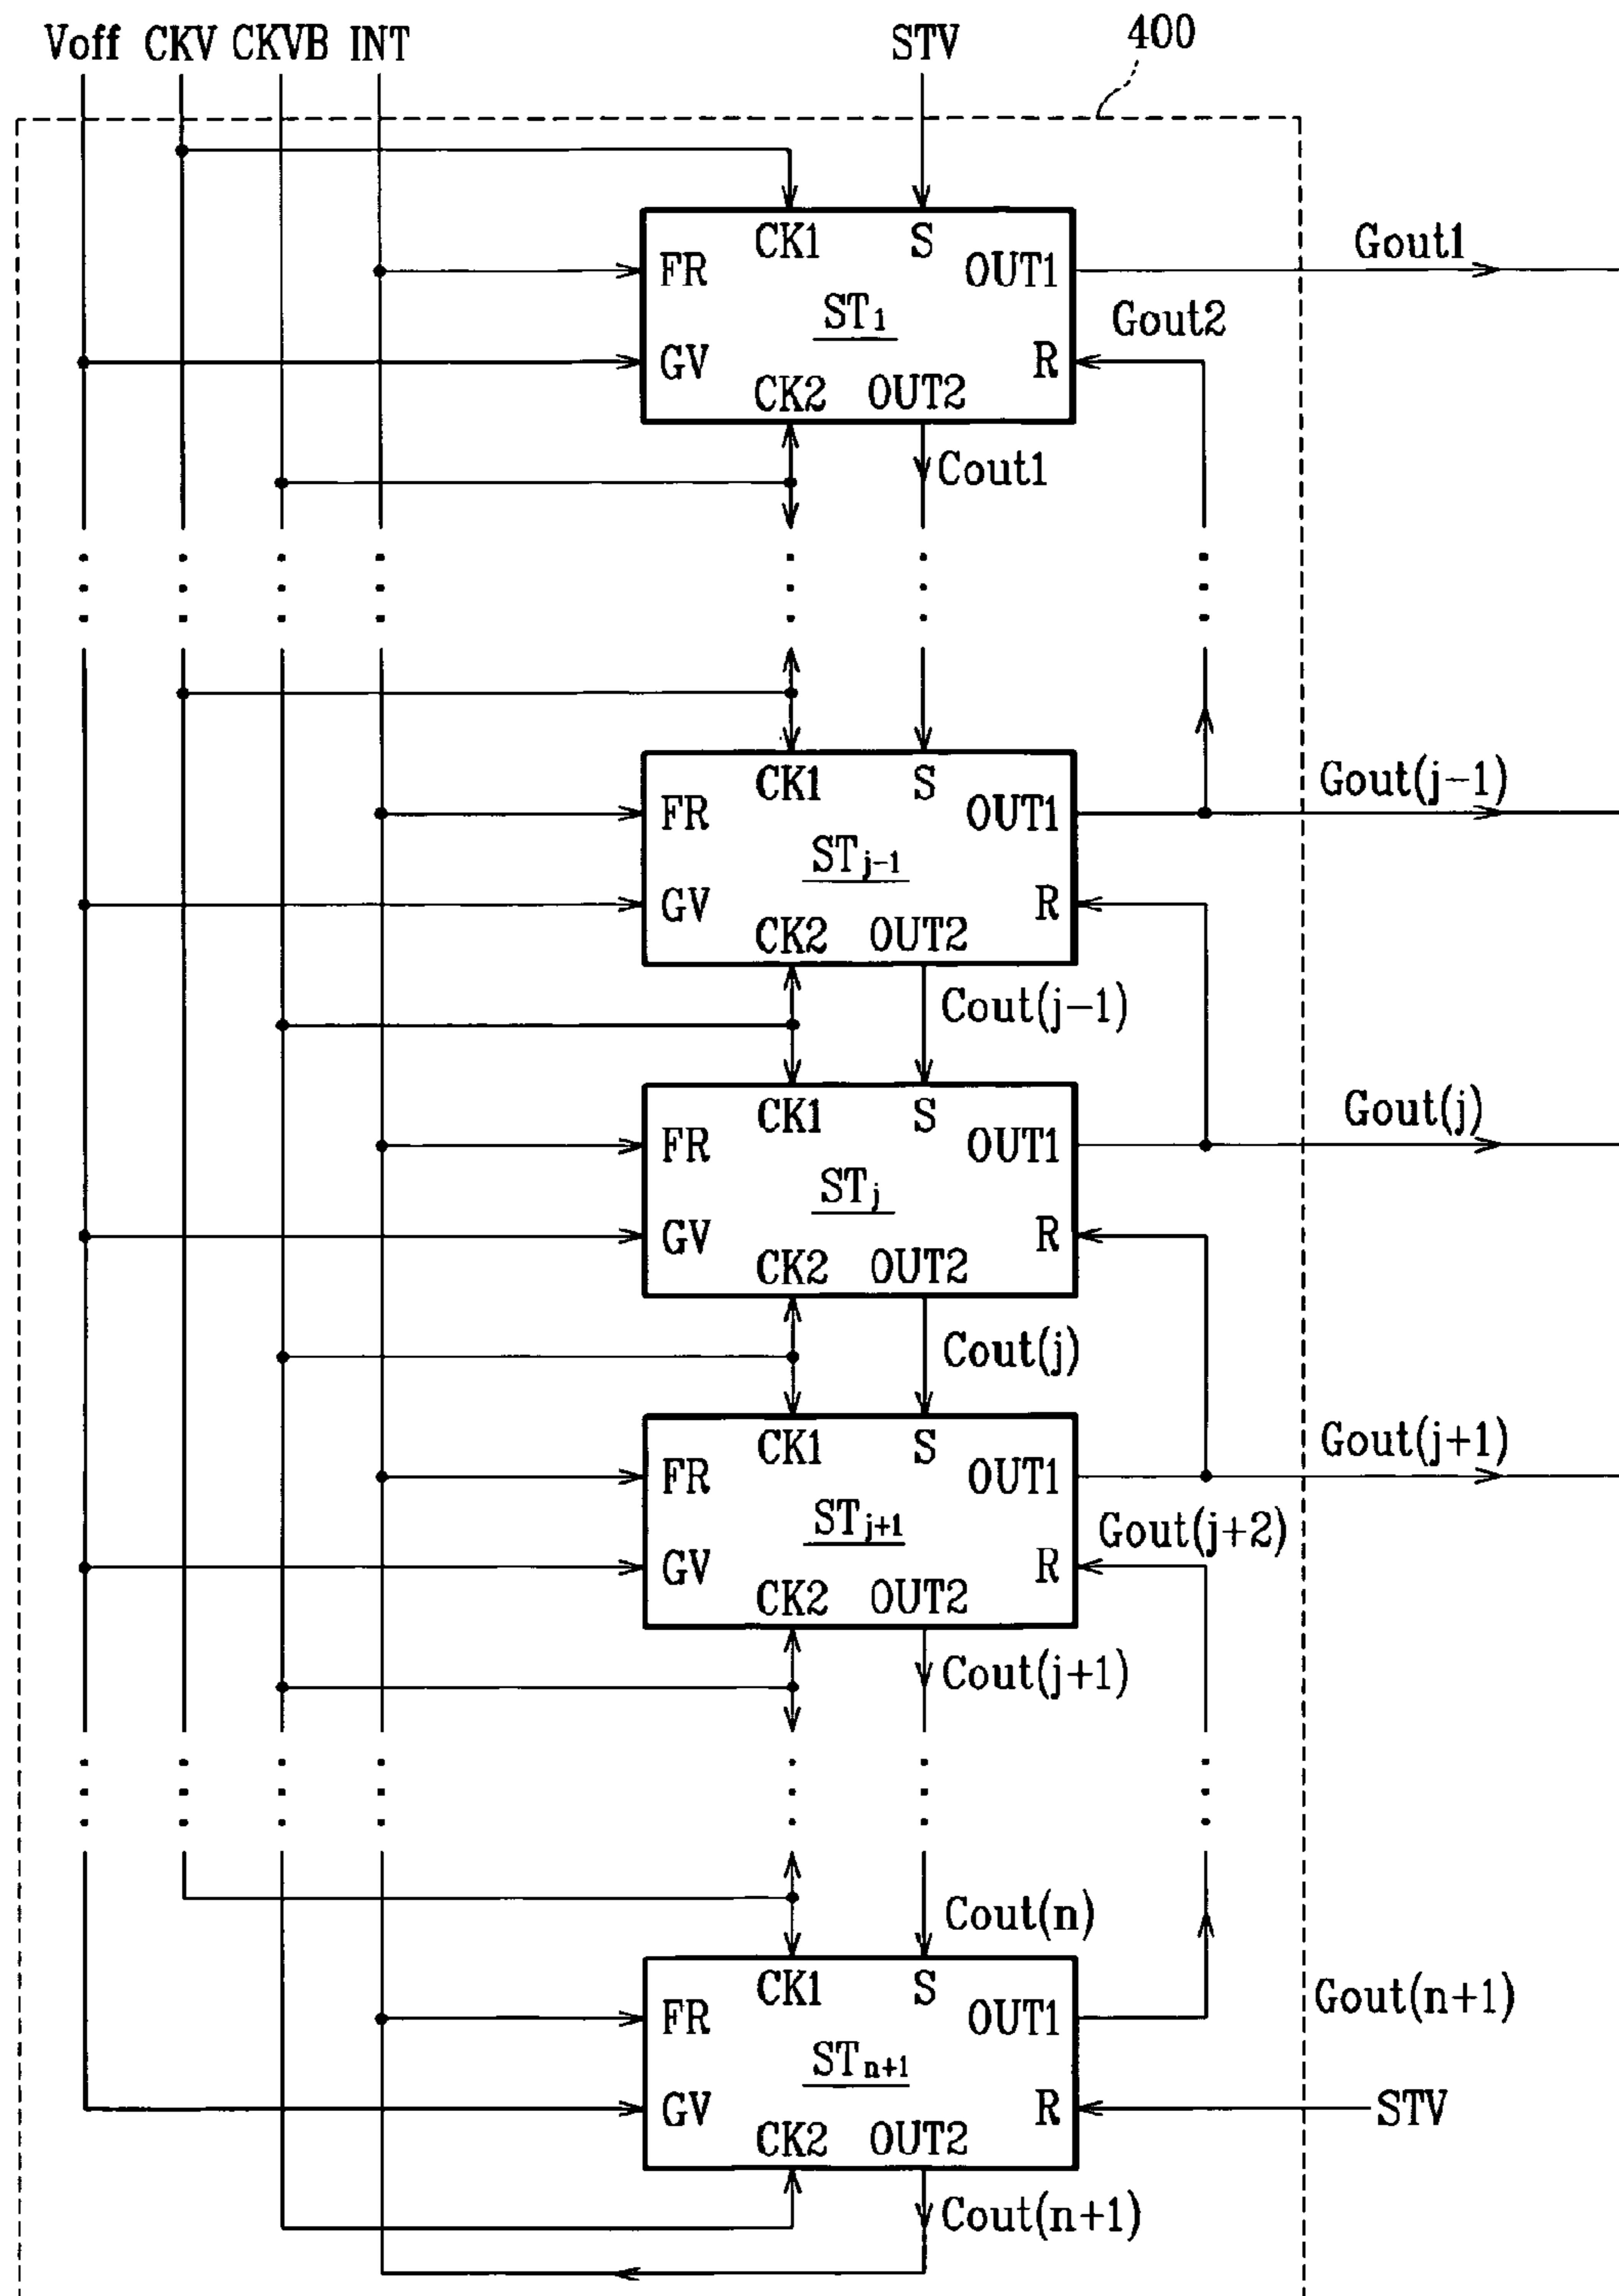 Voff CKV CKVB INT STV 400
CK1 S
FR OUT1 Gout1
ST1 Gout2
GV R
CK2 OUT2
Cout1
CK1 S Gout(j-1)
FR OUT1
STj-1
GV R
CK2 OUT2
Cout(j-1)
CK1 S Gout(j)
FR OUT1
STj
GV R
CK2 OUT2
Cout(j)
CK1 S Gout(j+1)
FR OUT1
STj+1 Gout(j+2)
GV R
CK2 OUT2
Cout(j+1)
Cout(n)
CK1 S Gout(n+1)
FR OUT1
STn+1
GV R STV
CK2 OUT2
Cout(n+1)